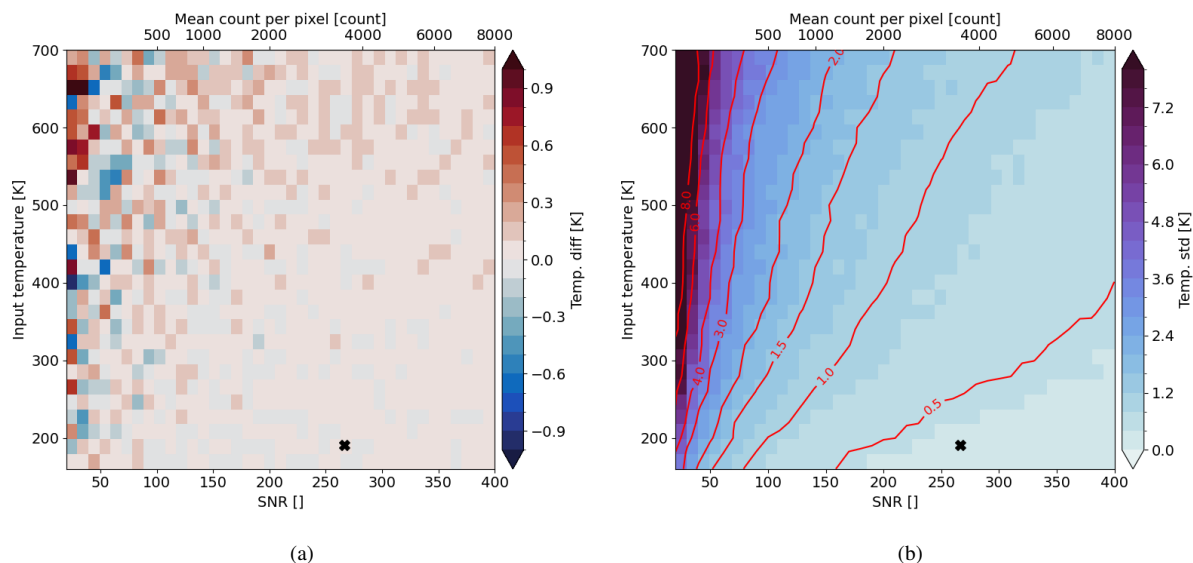 Mean count per pixel [count]
500 1000 2000 4000 6000 8000
700
600
500
400
300
200
Input temperature [K]
50 100 150 200 250 300 350 400
SNR []
0.9
0.6
0.3
0.0
−0.3
−0.6
−0.9
Temp. diff [K]
(a)
Mean count per pixel [count]
500 1000 2000 4000 6000 8000
700
600
500
400
300
200
Input temperature [K]
8.0
6.0
4.0
3.0
2.0
1.5
1.0
0.5
50 100 150 200 250 300 350 400
SNR []
7.2
6.0
4.8
3.6
2.4
1.2
0.0
Temp. std [K]
(b)